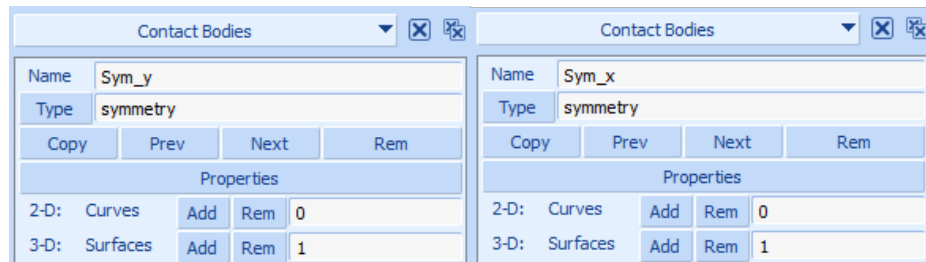 Contact Bodies
Name Sym_y
Type symmetry
Copy Prev Next Rem
Properties
2-D: Curves Add Rem 0
3-D: Surfaces Add Rem 1
Contact Bodies
Name Sym_x
Type symmetry
Copy Prev Next Rem
Properties
2-D: Curves Add Rem 0
3-D: Surfaces Add Rem 1